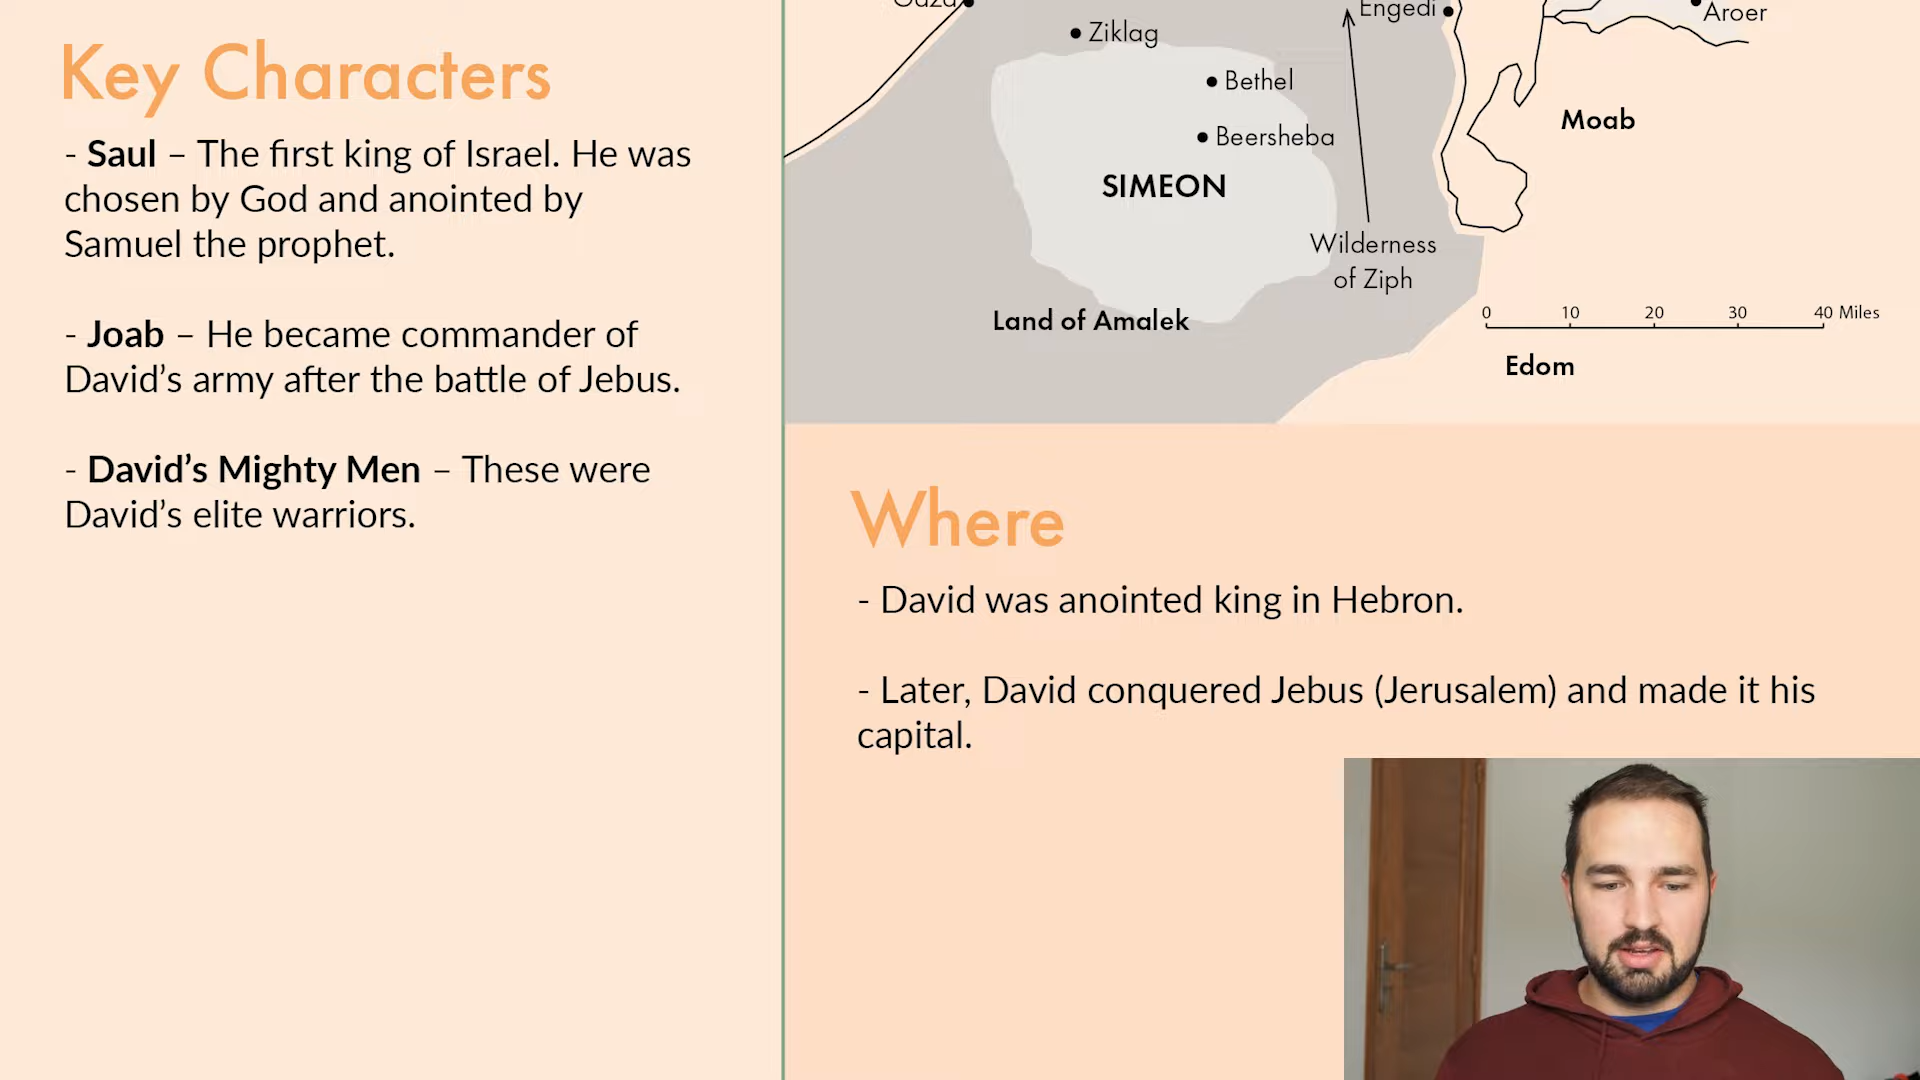 Key Characters
- Saul – The first king of Israel. He was
chosen by God and anointed by
Samuel the prophet.
- Joab – He became commander of
David’s army after the battle of Jebus.
- David’s Mighty Men – These were
David’s elite warriors.
Engedi
Aroer
Ziklag
Bethel
Moab
Beersheba
SIMEON
Wilderness
of Ziph
Land of Amalek
0 10 20 30 40 Miles
Edom
Where
- David was anointed king in Hebron.
- Later, David conquered Jebus (Jerusalem) and made it his
capital.